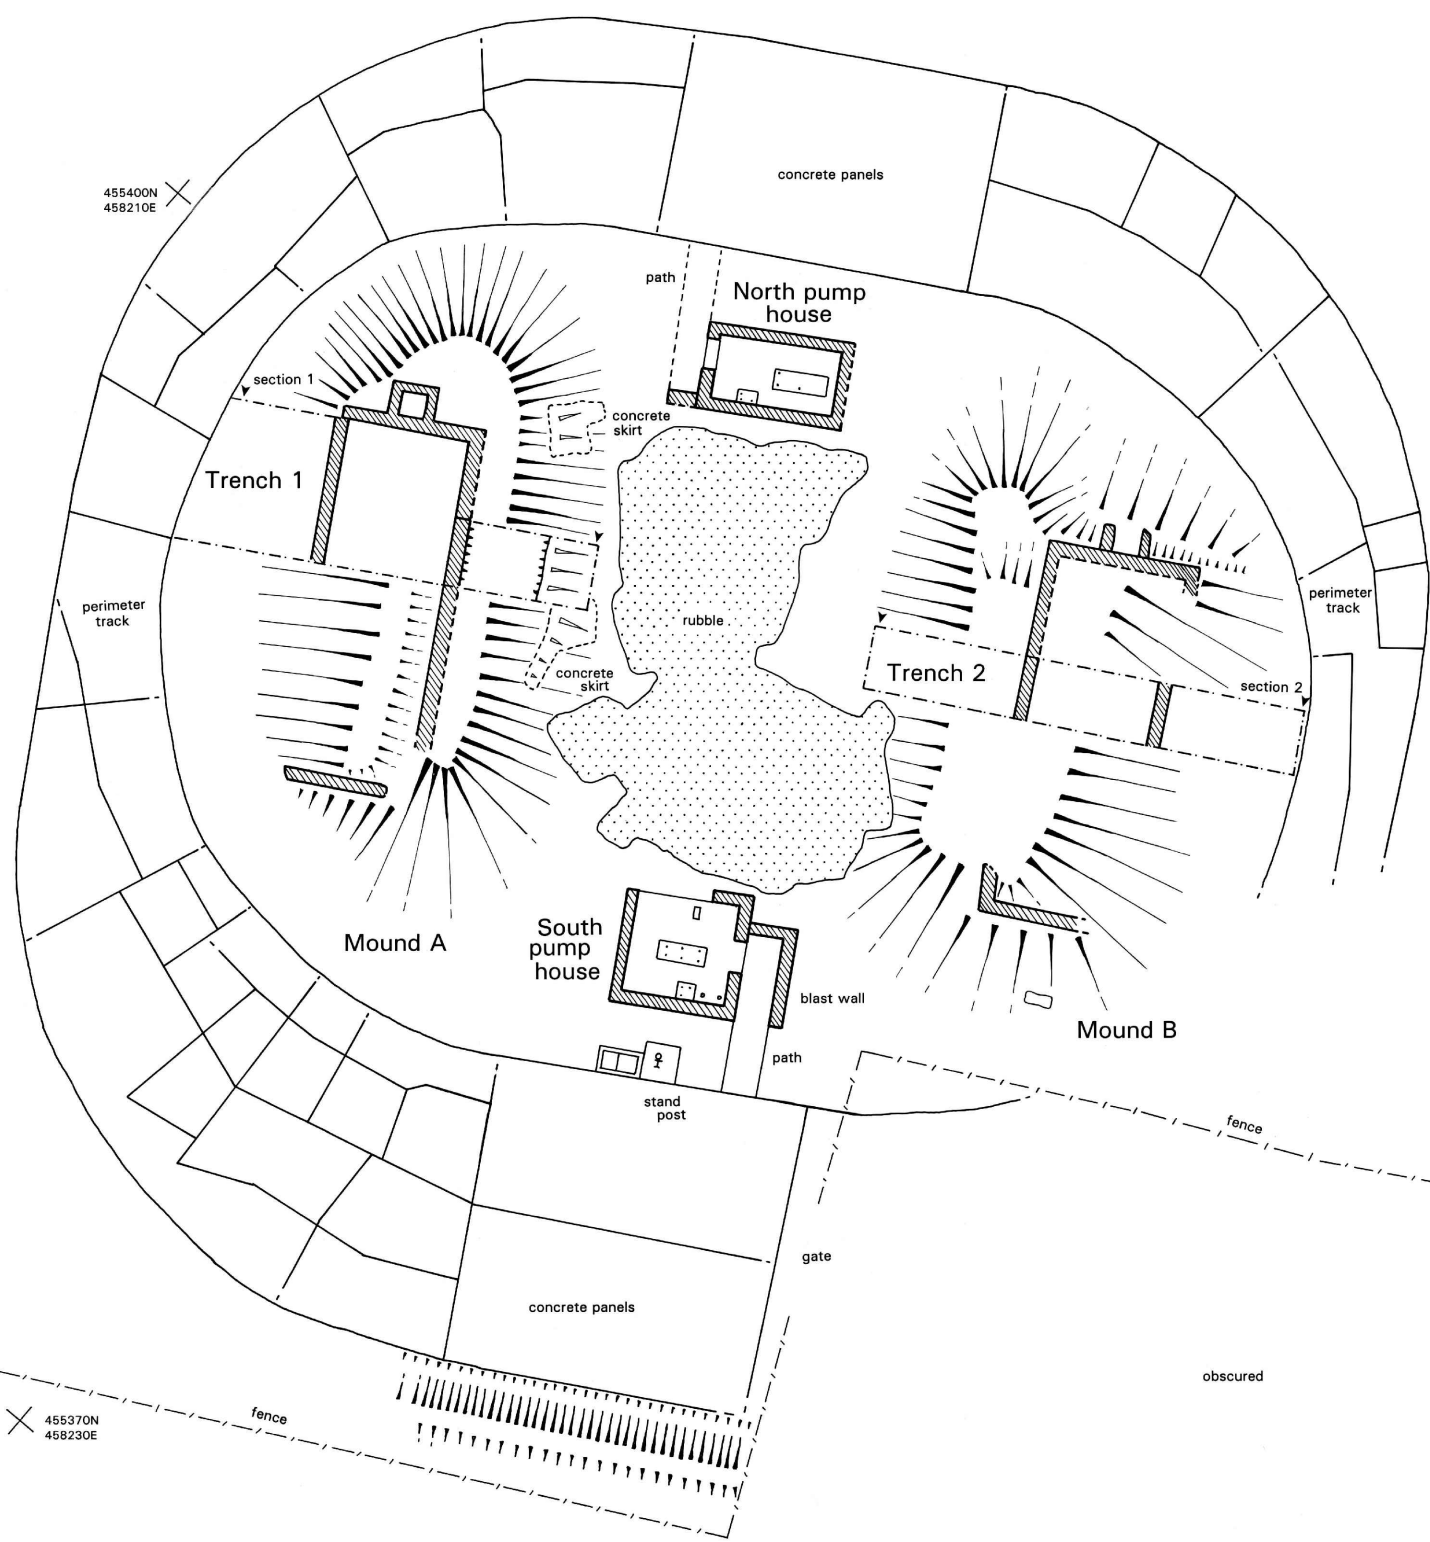 concrete panels
455400N
458210E
path
North pump
house
section 1
concrete
skirt
Trench 1
perimeter
track
perimeter
track
rubble
Trench 2
section 2
concrete
skirt
South
pump
house
Mound A
blast wall
Mound B
path
stand
post
fence
gate
concrete panels
obscured
fence
455370N
458230E